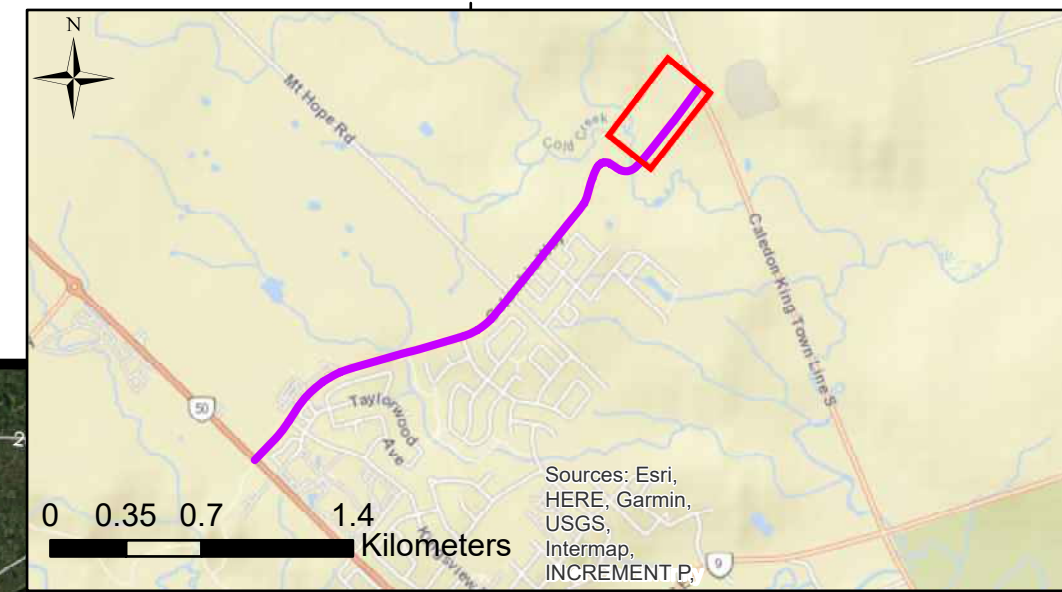 N
Mt Hope Rd
Cold Creek
Caledon King Town Line S
50
Taylorwood
Ave
2
0 0.35 0.7 1.4
Kilometers
Sources: Esri,
HERE, Garmin,
USGS,
Intermap,
INCREMENT P,
9